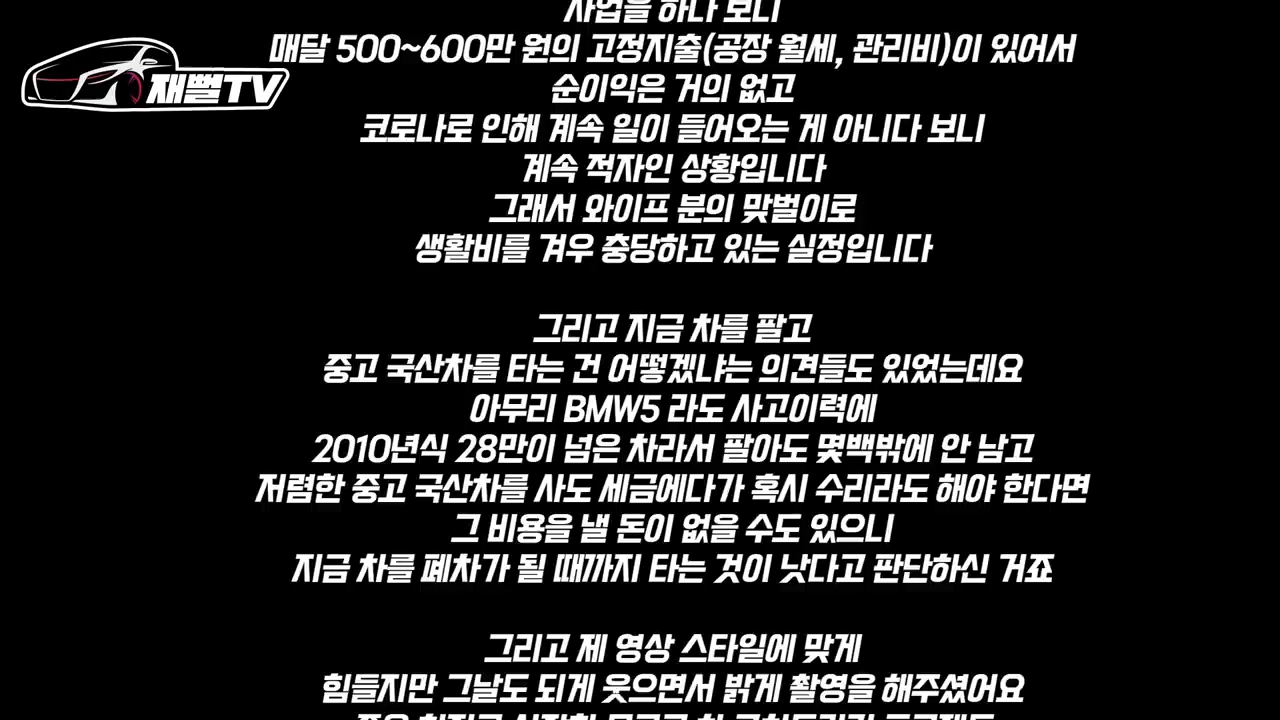 사업을 하다 보니
매달 500~600만 원의 고정지출(공장 월세, 관리비)이 있어서
재뻘TV
순이익은 거의 없고
코로나로 인해 계속 일이 들어오는 게 아니다 보니
계속 적자인 상황입니다
그래서 와이프 분의 맞벌이로
생활비를 겨우 충당하고 있는 실정입니다
그리고 지금 차를 팔고
중고 국산차를 타는 건 어떻겠냐는 의견들도 있었는데요
아무리 BMW5 라도 사고이력에
2010년식 28만이 넘은 차라서 팔아도 몇백밖에 안 남고
저렴한 중고 국산차를 사도 세금에다가 혹시 수리라도 해야 한다면
그 비용을 낼 돈이 없을 수도 있으니
지금 차를 폐차가 될 때까지 타는 것이 낫다고 판단하신 거죠
그리고 제 영상 스타일에 맞게
힘들지만 그날도 되게 웃으면서 밝게 촬영을 해주셨어요